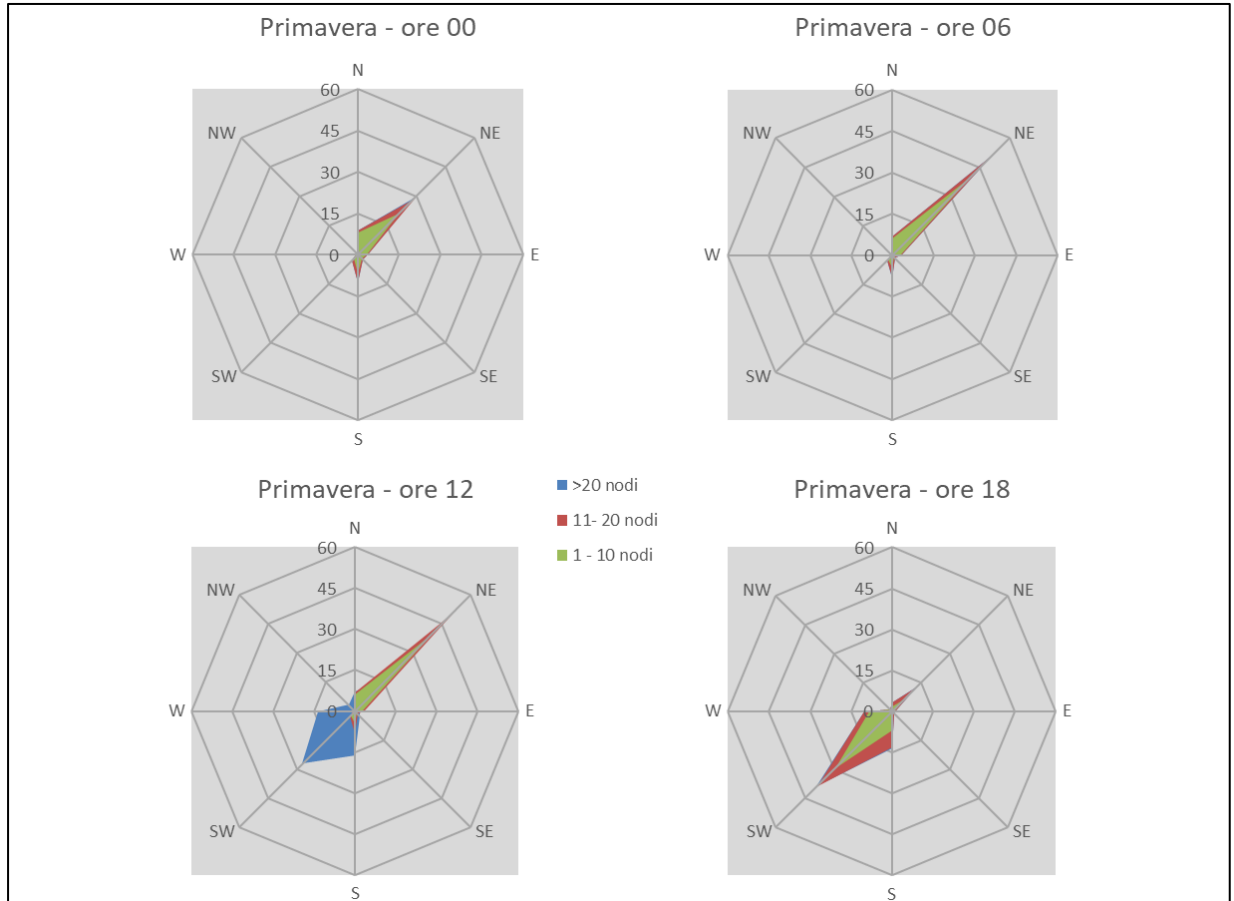 Primavera - ore 00
N
60
NW
NE
45
30
15
W
0
E
SW
SE
S
Primavera - ore 06
N
60
NW
NE
45
30
15
W
0
E
SW
SE
S
Primavera - ore 12
N
60
NW
NE
45
30
15
W
0
E
SW
SE
S
>20 nodi
11- 20 nodi
1 - 10 nodi
Primavera - ore 18
N
60
NW
NE
45
30
15
W
0
E
SW
SE
S